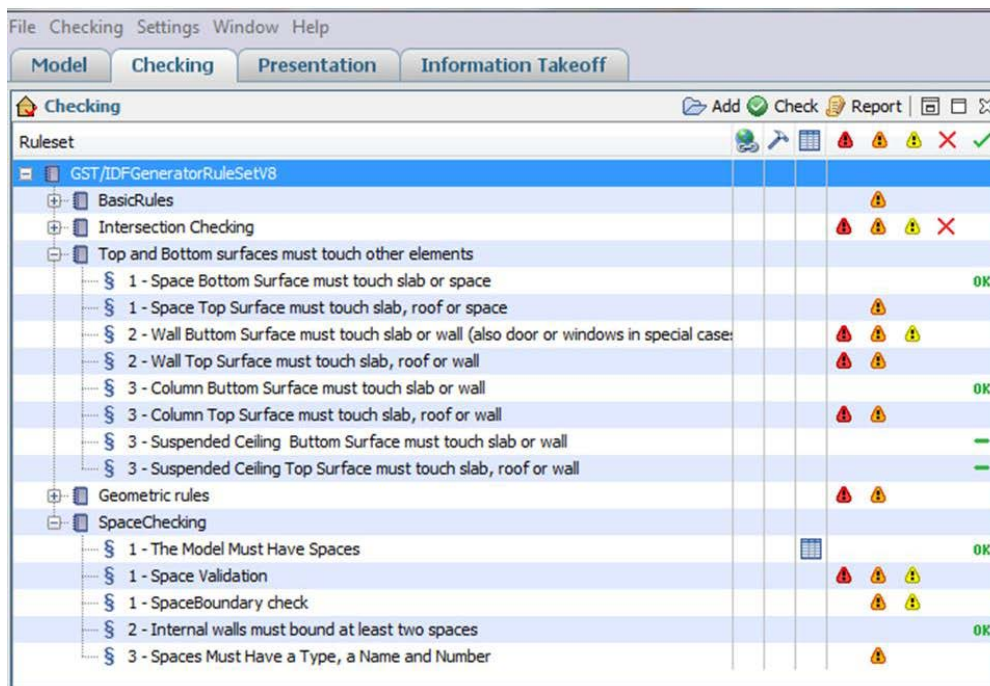 File Checking Settings Window Help
Model Checking Presentation Information Takeoff
Checking Add Check Report
Ruleset
GST/IDFGeneratorRuleSetV8
BasicRules
Intersection Checking
Top and Bottom surfaces must touch other elements
§ 1 - Space Bottom Surface must touch slab or space OK
§ 1 - Space Top Surface must touch slab, roof or space
§ 2 - Wall Buttom Surface must touch slab or wall (also door or windows in special case:
§ 2 - Wall Top Surface must touch slab, roof or wall
§ 3 - Column Buttom Surface must touch slab or wall OK
§ 3 - Column Top Surface must touch slab, roof or wall
§ 3 - Suspended Ceiling Buttom Surface must touch slab or wall
§ 3 - Suspended Ceiling Top Surface must touch slab, roof or wall
Geometric rules
SpaceChecking
§ 1 - The Model Must Have Spaces OK
§ 1 - Space Validation
§ 1 - SpaceBoundary check
§ 2 - Internal walls must bound at least two spaces OK
§ 3 - Spaces Must Have a Type, a Name and Number